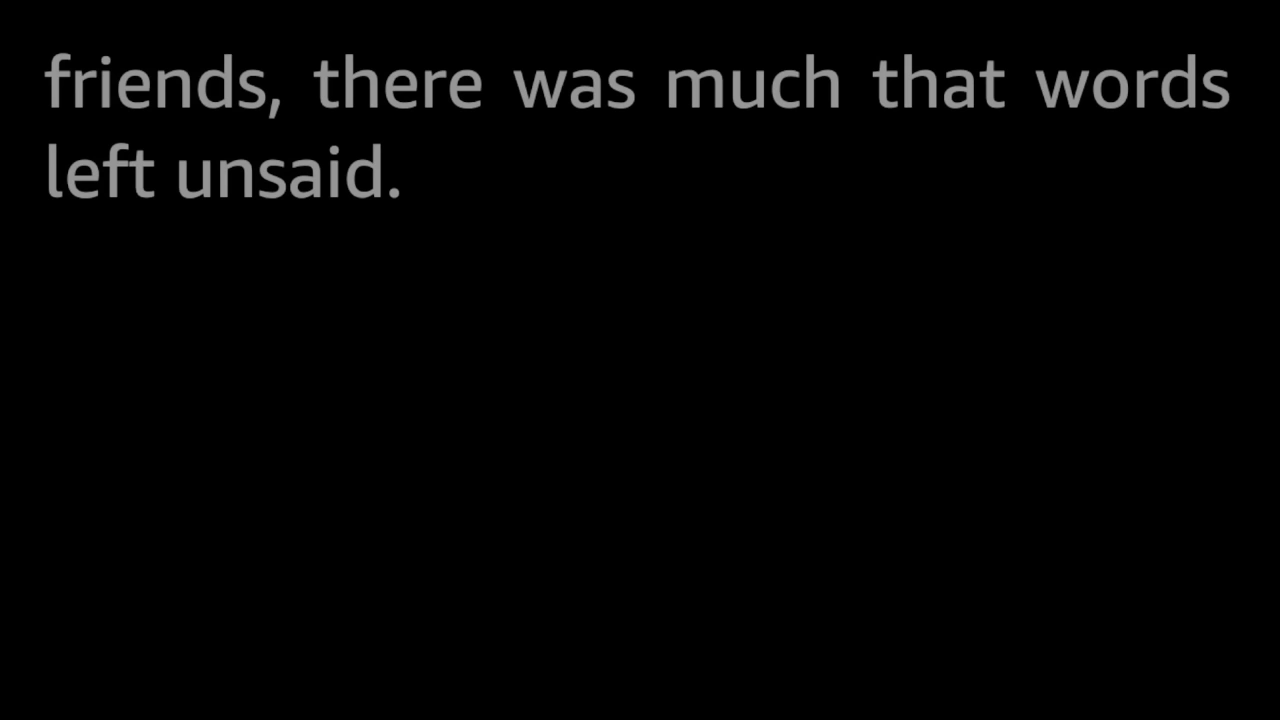 friends, there was much that words
left unsaid.